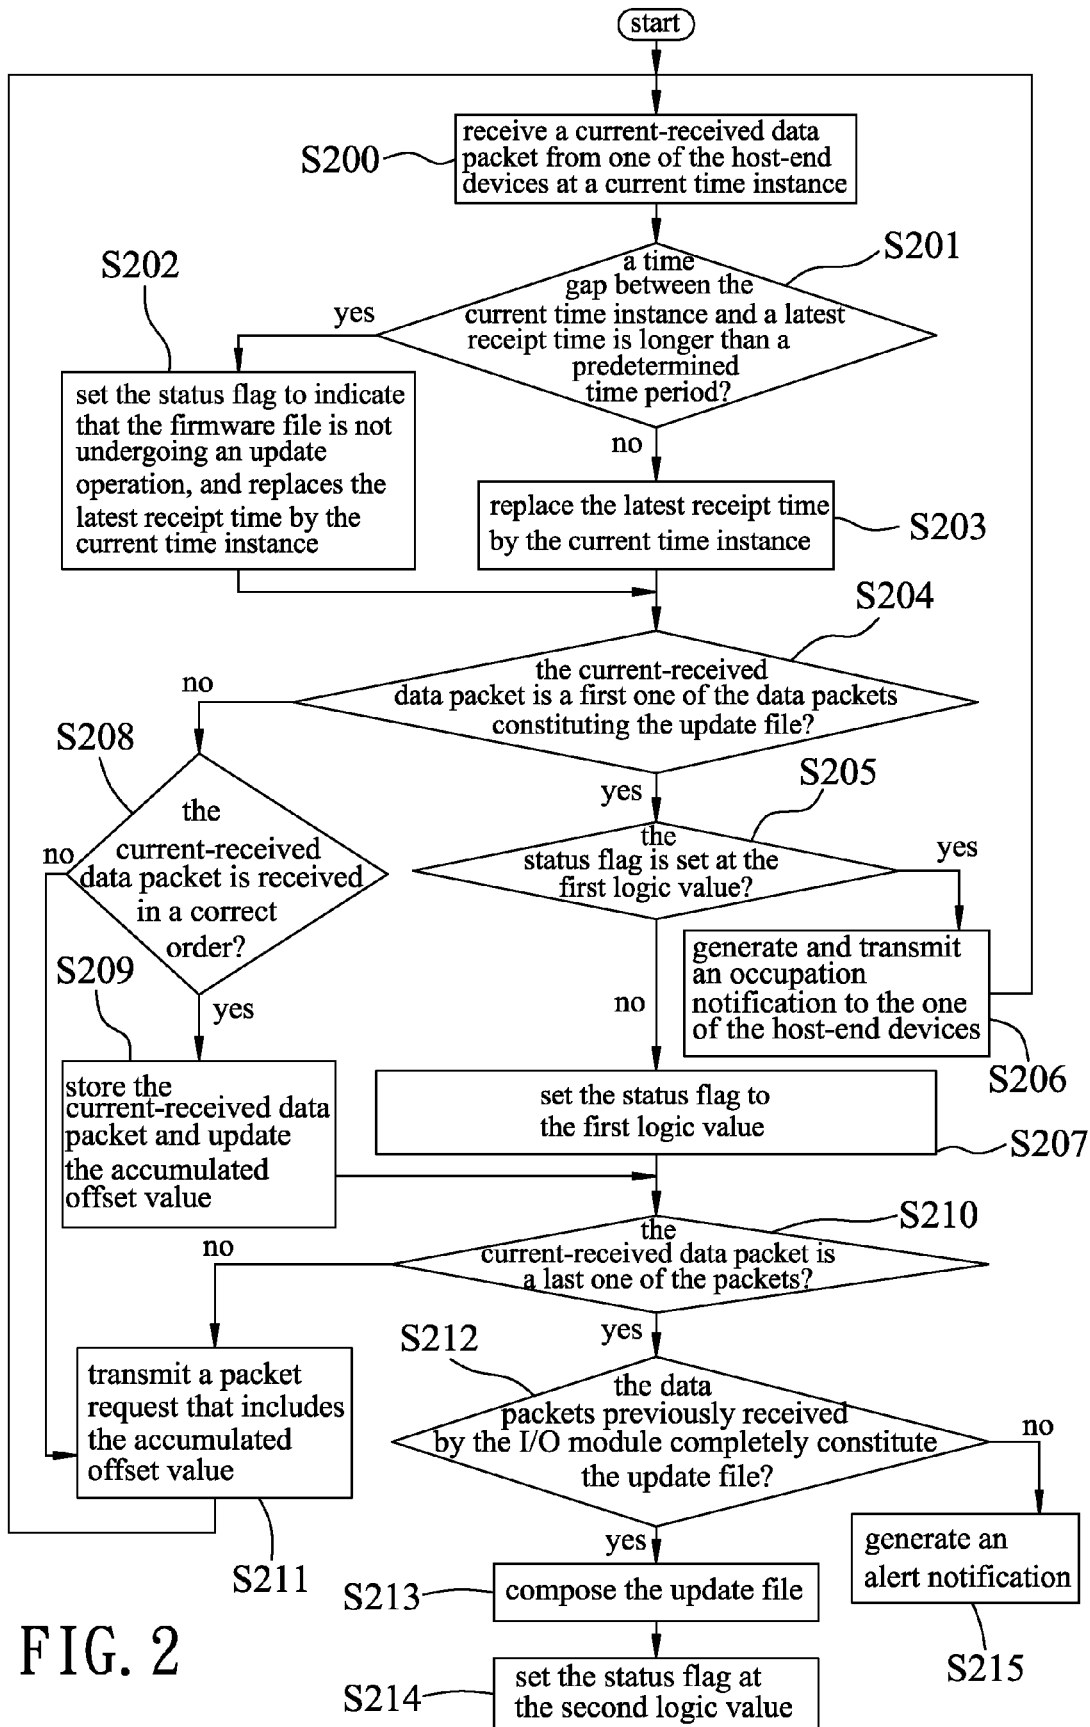 start
receive a current-received data
packet from one of the host-end
devices at a current time instance
S200
S201
a time
gap between the
current time instance and a latest
receipt time is longer than a
predetermined
time period?
yes
no
S202
set the status flag to indicate
that the firmware file is not
undergoing an update
operation, and replaces the
latest receipt time by the
current time instance
replace the latest receipt time
by the current time instance
S203
S204
the current-received
data packet is a first one of the data packets
constituting the update file?
no
yes
S208
the
current-received
data packet is received
in a correct
order?
no
yes
S205
the
status flag is set at the
first logic value?
yes
no
generate and transmit
an occupation
notification to the one
of the host-end devices
S206
S209
store the
current-received data
packet and update
the accumulated
offset value
set the status flag to
the first logic value
S207
S210
the
current-received data packet is
a last one of the packets?
no
yes
transmit a packet
request that includes
the accumulated
offset value
S211
S212
the data
packets previously received
by the I/O module completely constitute
the update file?
no
yes
generate an
alert notification
S215
S213
compose the update file
S214
set the status flag at
the second logic value
FIG. 2